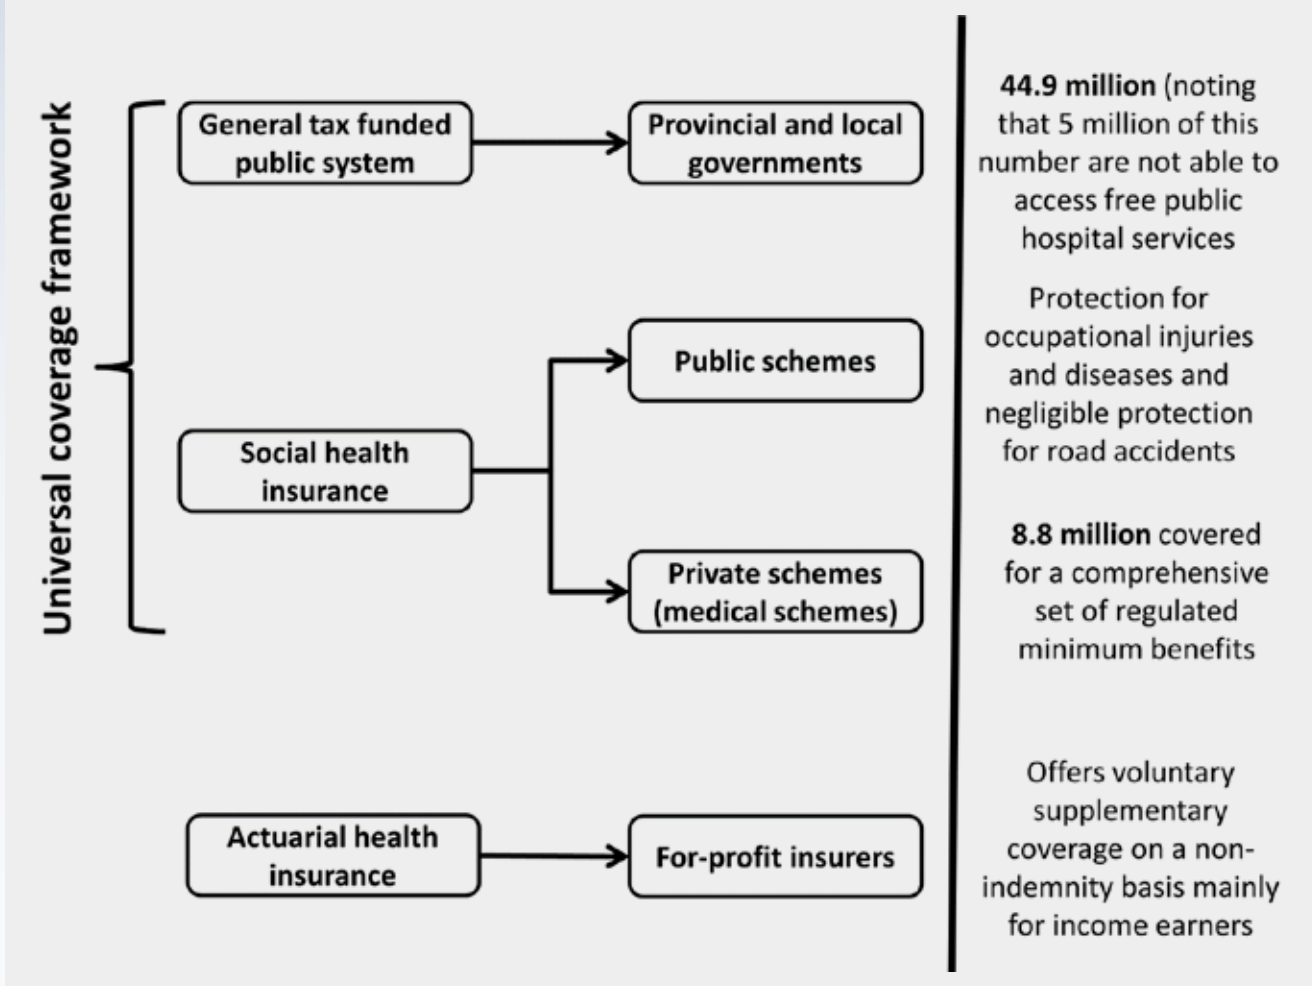 Universal coverage framework
General tax funded
public system
Provincial and local
governments
44.9 million (noting
that 5 million of this
number are not able to
access free public
hospital services
Social health
insurance
Public schemes
Protection for
occupational injuries
and diseases and
negligible protection
for road accidents
Private schemes
(medical schemes)
8.8 million covered
for a comprehensive
set of regulated
minimum benefits
Actuarial health
insurance
For-profit insurers
Offers voluntary
supplementary
coverage on a non-
indemnity basis mainly
for income earners